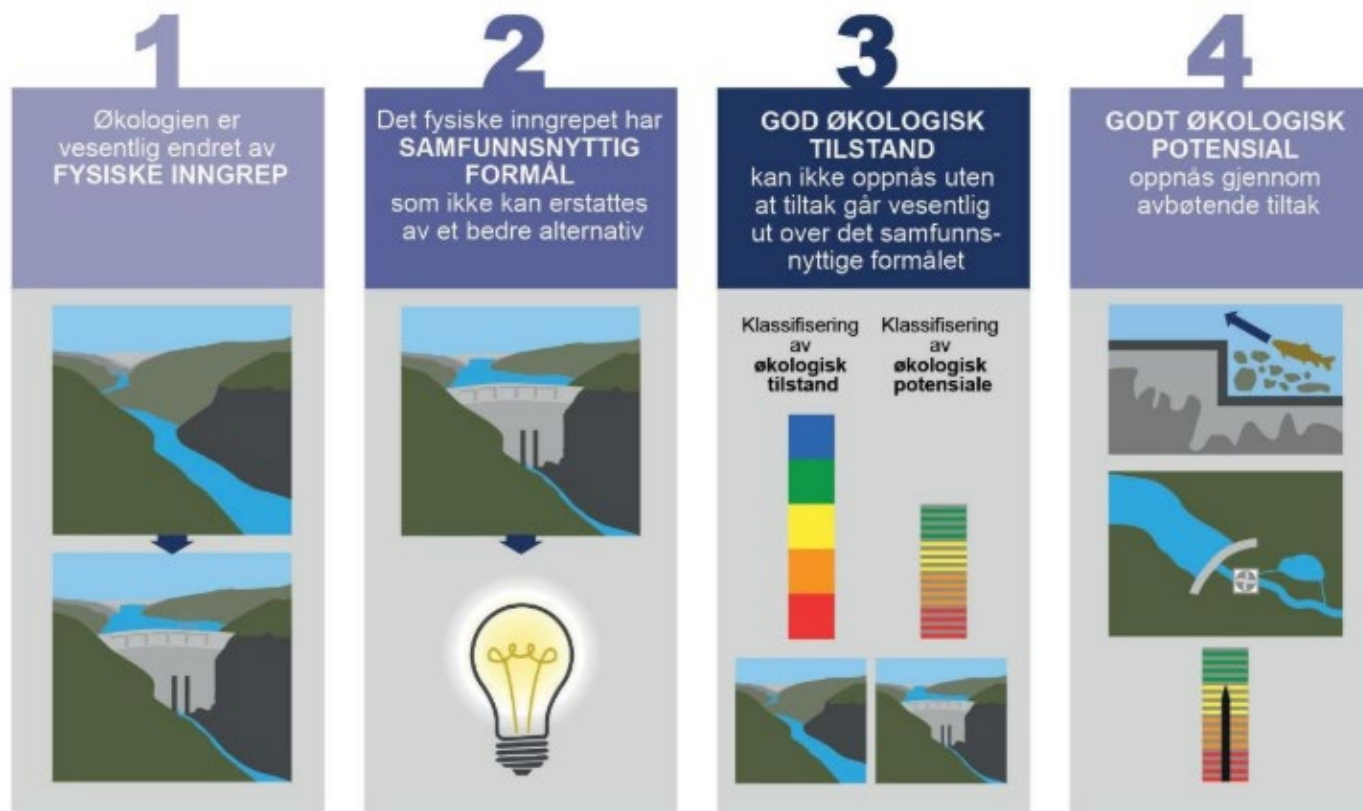 1
Økologien er
vesentlig endret av
FYSISKE INNGREP
2
Det fysiske inngrepet har
SAMFUNNSNYTTIG
FORMÅL
som ikke kan erstattes
av et bedre alternativ
3
GOD ØKOLOGISK
TILSTAND
kan ikke oppnås uten
at tiltak går vesentlig
ut over det samfunns-
nyttige formålet
Klassifisering
av
økologisk
tilstand
Klassifisering
av
økologisk
potensiale
4
GODT ØKOLOGISK
POTENSIAL
oppnås gjennom
avbøtende tiltak